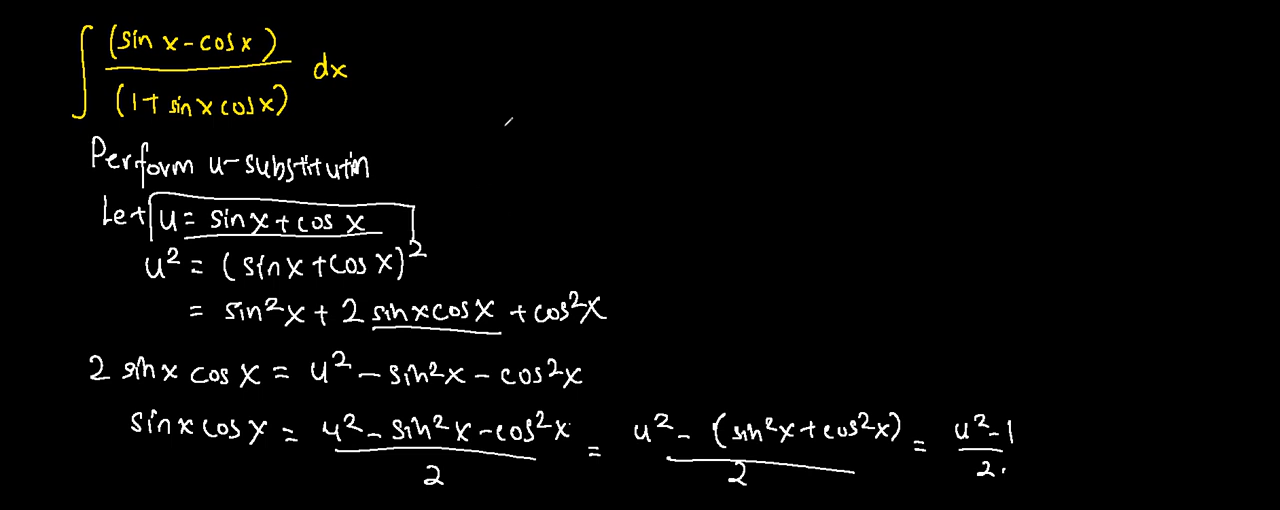 ∫ (sin x - cos x) / (1 + sin x cos x) dx
Perform u-substitutin
Let u = sin x + cos x
u² = (sin x + cos x)²
= sin²x + 2 sin x cos x + cos²x
2 sin x cos x = u² - sin²x - cos²x
sin x cos x = (u² - sin²x - cos²x) / 2 = (u² - (sin²x + cos²x)) / 2 = (u² - 1) / 2.